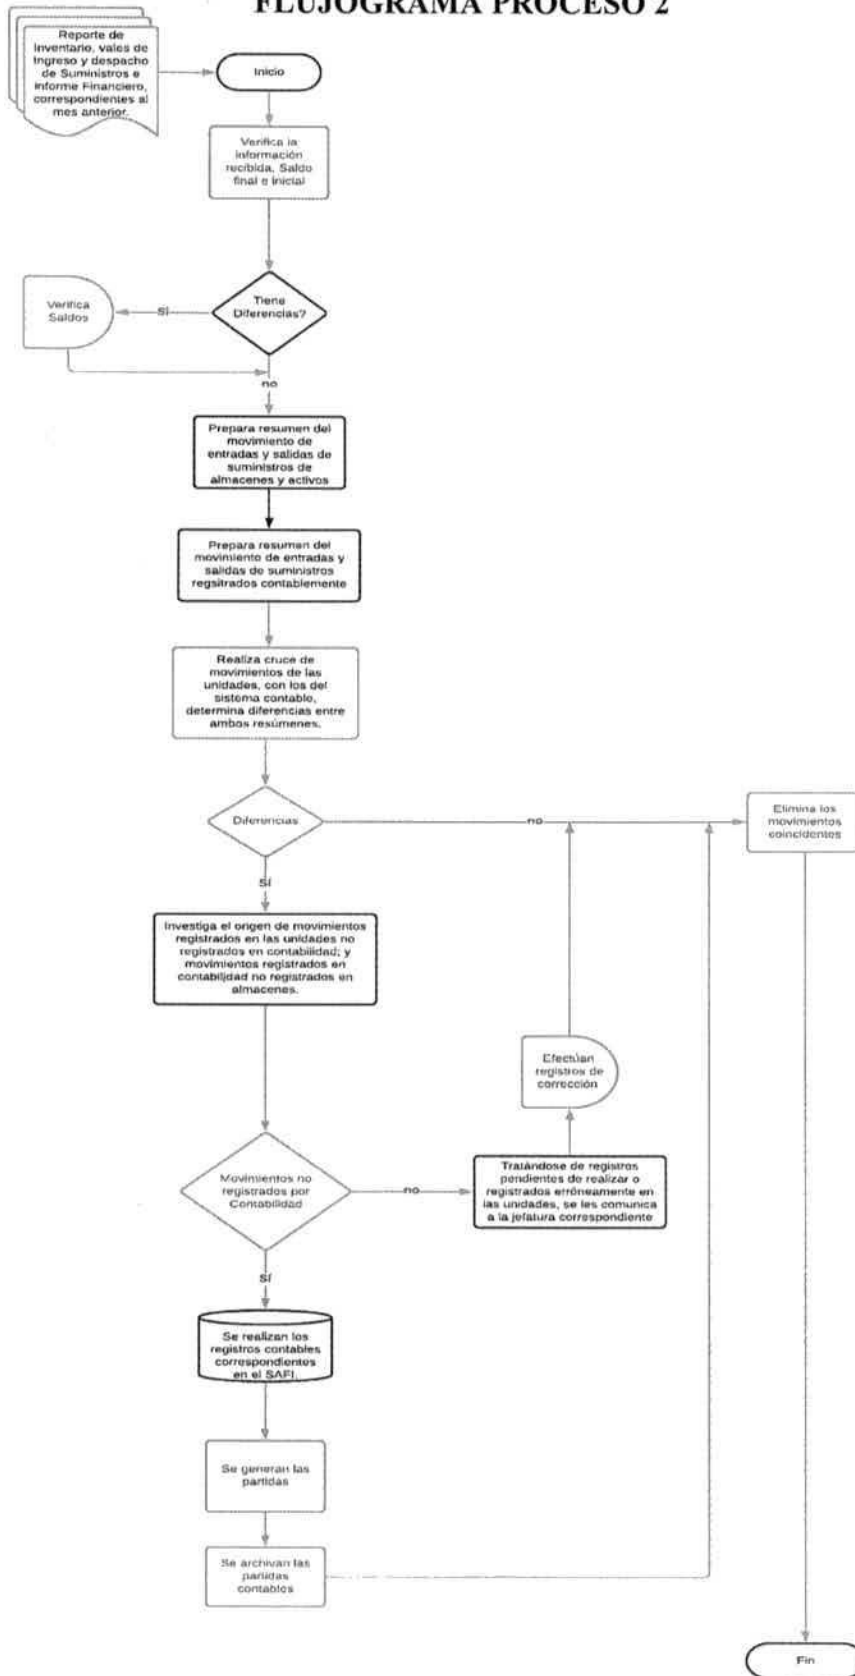 FLUJOGRAMA PROCESO 2
Reporte de
Inventario, vales de
Ingreso y despacho
de Suministros e
Informe Financiero,
correspondientes al
mes anterior.
Inicio
Verifica la
información
recibida, Saldo
final e inicial
Tiene
Diferencias?
Sí
Verifica
Saldos
no
Prepara resumen del
movimiento de
entradas y salidas de
suministros de
almacenes y activos
Prepara resumen del
movimiento de entradas y
salidas de suministros
regsitrados contablemente
Realiza cruce de
movimientos de las
unidades, con los del
sistema contable,
determina diferencias entre
ambos resúmenes.
Diferencias
no
Elimina los
movimientos
coincidentes
Sí
Investiga el origen de movimientos
registrados en las unidades no
registrados en contabilidad; y
movimientos registrados en
contabilidad no registrados en
almacenes.
Efectúan
registros de
corrección
Movimientos no
registrados por
Contabilidad
no
Tratándose de registros
pendientes de realizar o
registrados erróneamente en
las unidades, se les comunica
a la jefatura correspondiente
Sí
Se realizan los
registros contables
correspondientes
en el SAFI.
Se generan las
partidas
Se archivan las
partidas
contables
Fin